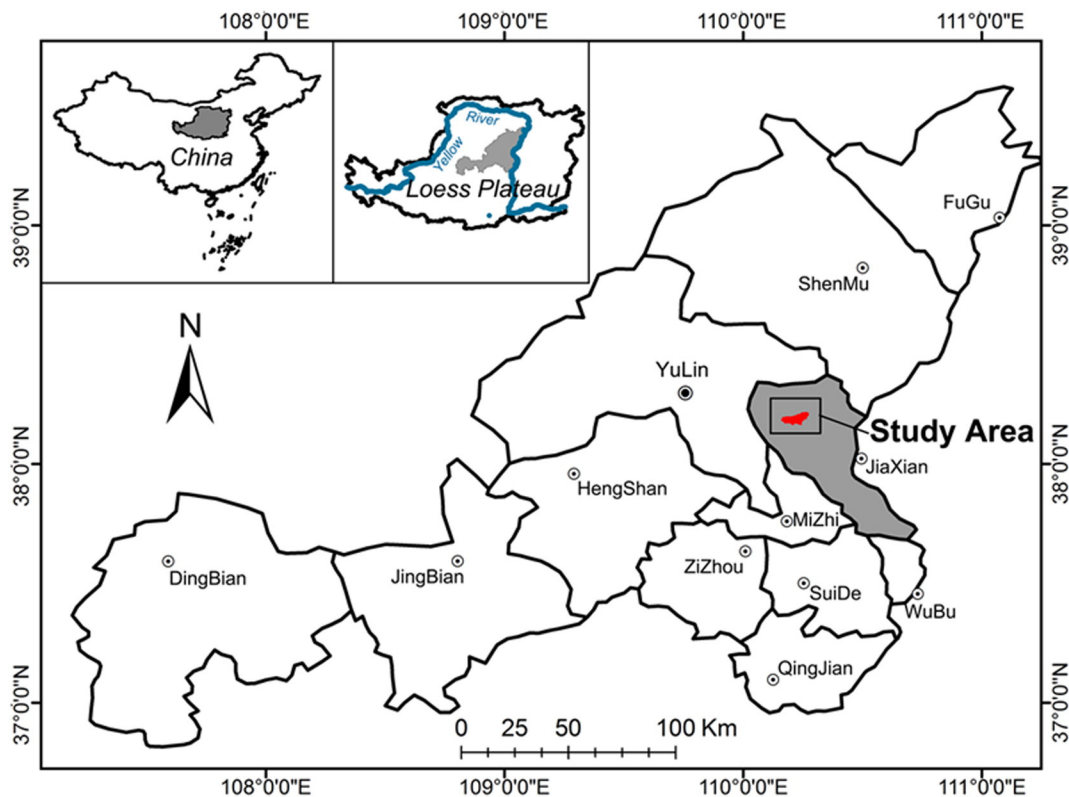 108°0'0"E
109°0'0"E
110°0'0"E
111°0'0"E
China
River
Yellow
Loess Plateau
39°0'0"N
39°0'0"N
FuGu
ShenMu
N
YuLin
Study Area
38°0'0"N
38°0'0"N
JiaXian
HengShan
MiZhi
ZiZhou
DingBian
JingBian
SuiDe
WuBu
QingJian
37°0'0"N
37°0'0"N
0 25 50 100 Km
108°0'0"E
109°0'0"E
110°0'0"E
111°0'0"E